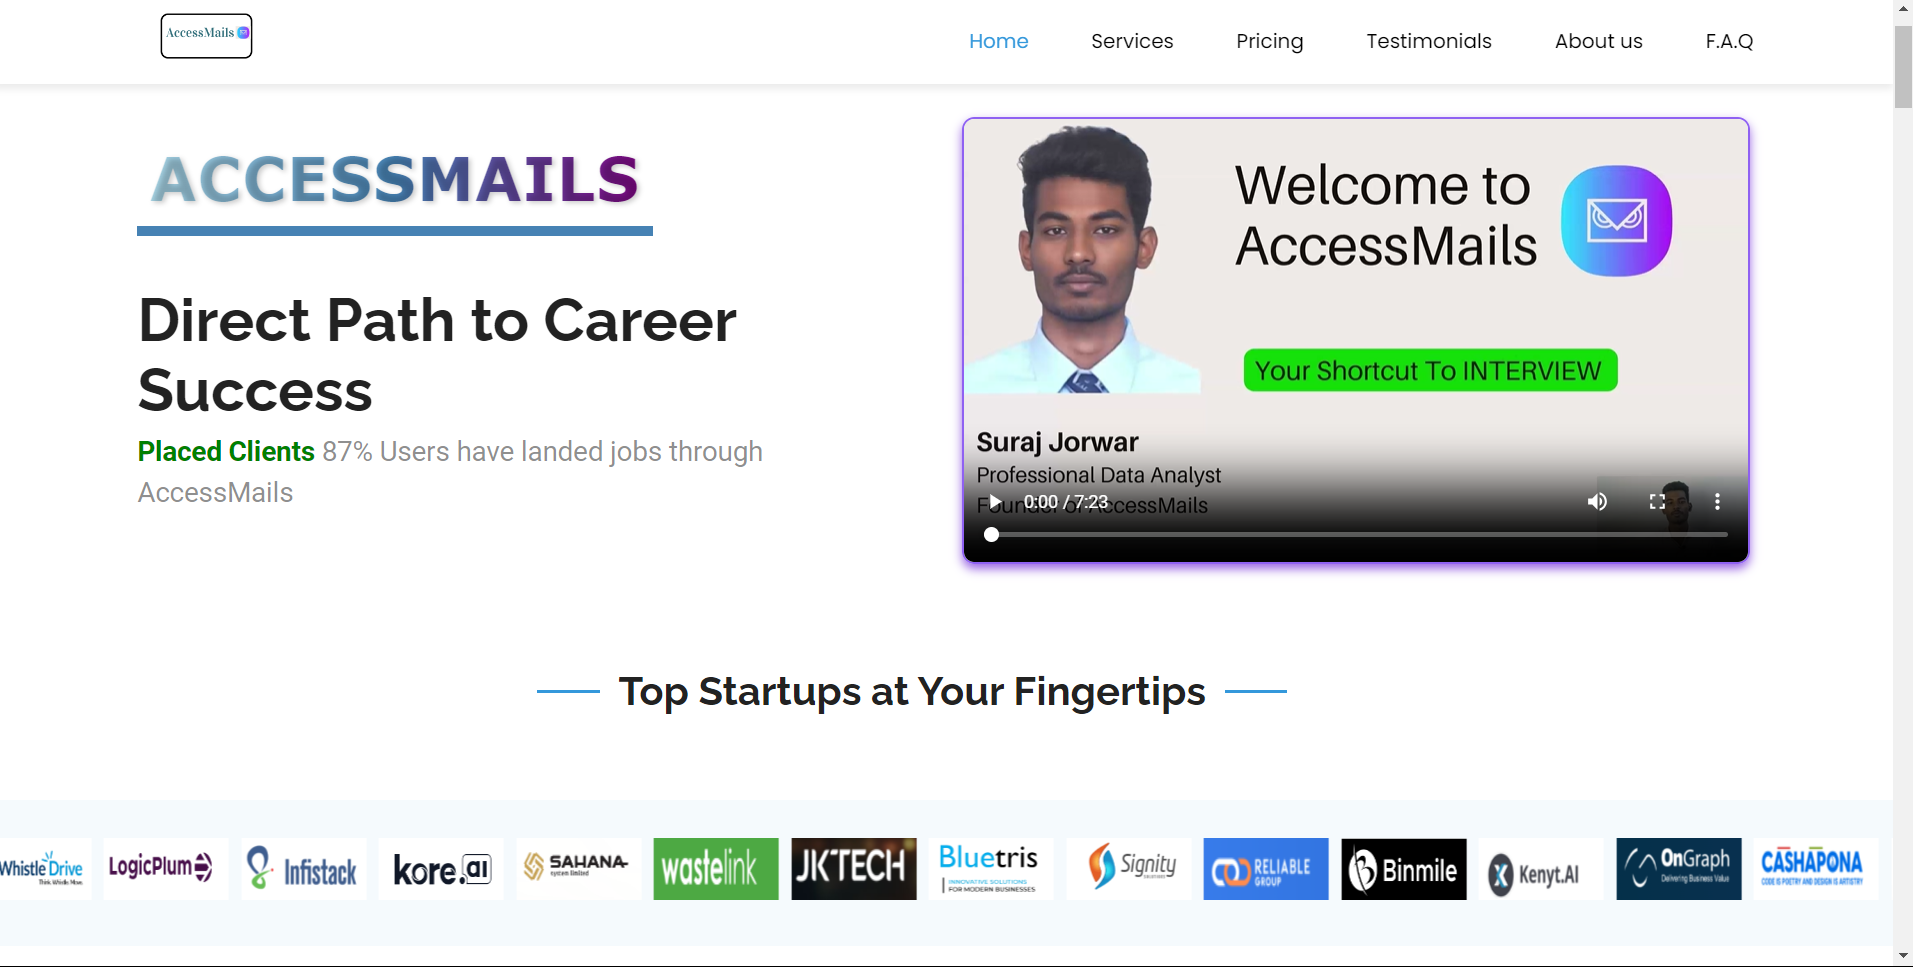 AccessMails
Home Services Pricing Testimonials About us F.A.Q
ACCESSMAILS
Direct Path to Career
Success
Placed Clients 87% Users have landed jobs through
AccessMails
Welcome to
AccessMails
Your Shortcut To INTERVIEW
Suraj Jorwar
Professional Data Analyst
Founder of AccessMails
0:00 / 7:23
Top Startups at Your Fingertips
WhistleDrive
Think Whistle. Move.
LogicPlum
Infistack
kore.ai
SAHANA
system limited
wastelink
JKTECH
Bluetris
INNOVATIVE SOLUTIONS
FOR MODERN BUSINESSES
Signity
SOLUTIONS
RELIABLE
GROUP
Binmile
Kenyt.AI
OnGraph
Delivering Business Value
CASHAPONA
CODE IS POETRY AND DESIGN IS ARTISTRY